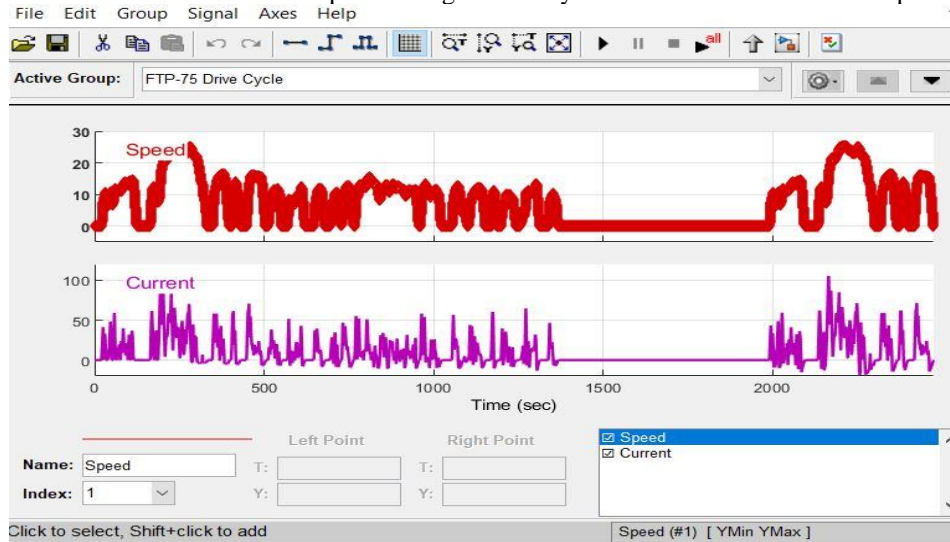 File Edit Group Signal Axes Help
all
Active Group: FTP-75 Drive Cycle
30
Speed
20
10
0
100
Current
50
0
0 500 1000 1500 2000
Time (sec)
Left Point Right Point
Speed
Current
Name: Speed T: T:
Index: 1 Y: Y:
Click to select, Shift+click to add Speed (#1) [ YMin YMax ]